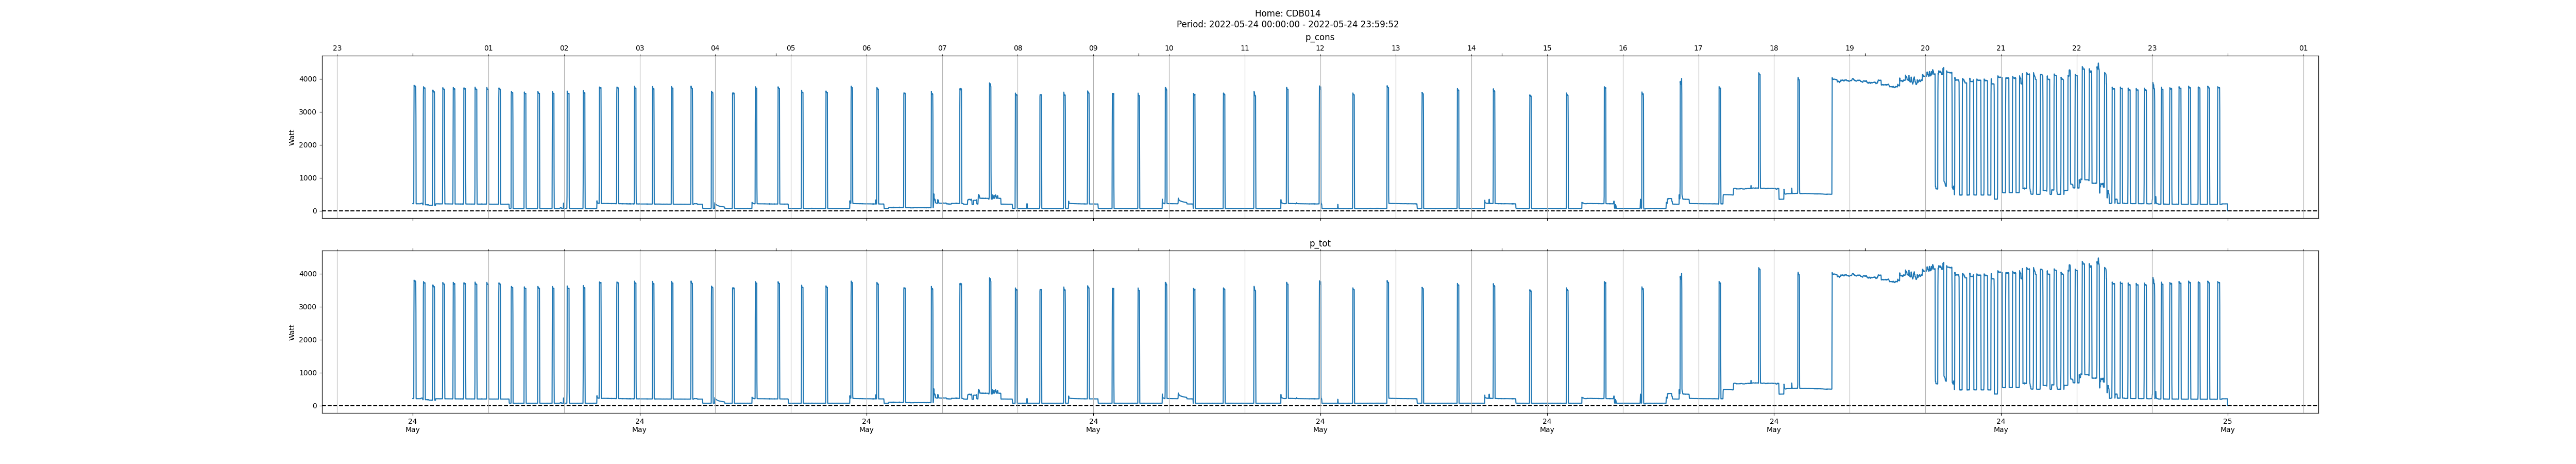 Home: CDB014
Period: 2022-05-24 00:00:00 - 2022-05-24 23:59:52
p_cons
23 01 02 03 04 05 06 07 08 09 10 11 12 13 14 15 16 17 18 19 20 21 22 23 01
4000
3000
2000
1000
0
Watt
p_tot
4000
3000
2000
1000
0
Watt
24 24 24 24 24 24 24 24 25
May May May May May May May May May